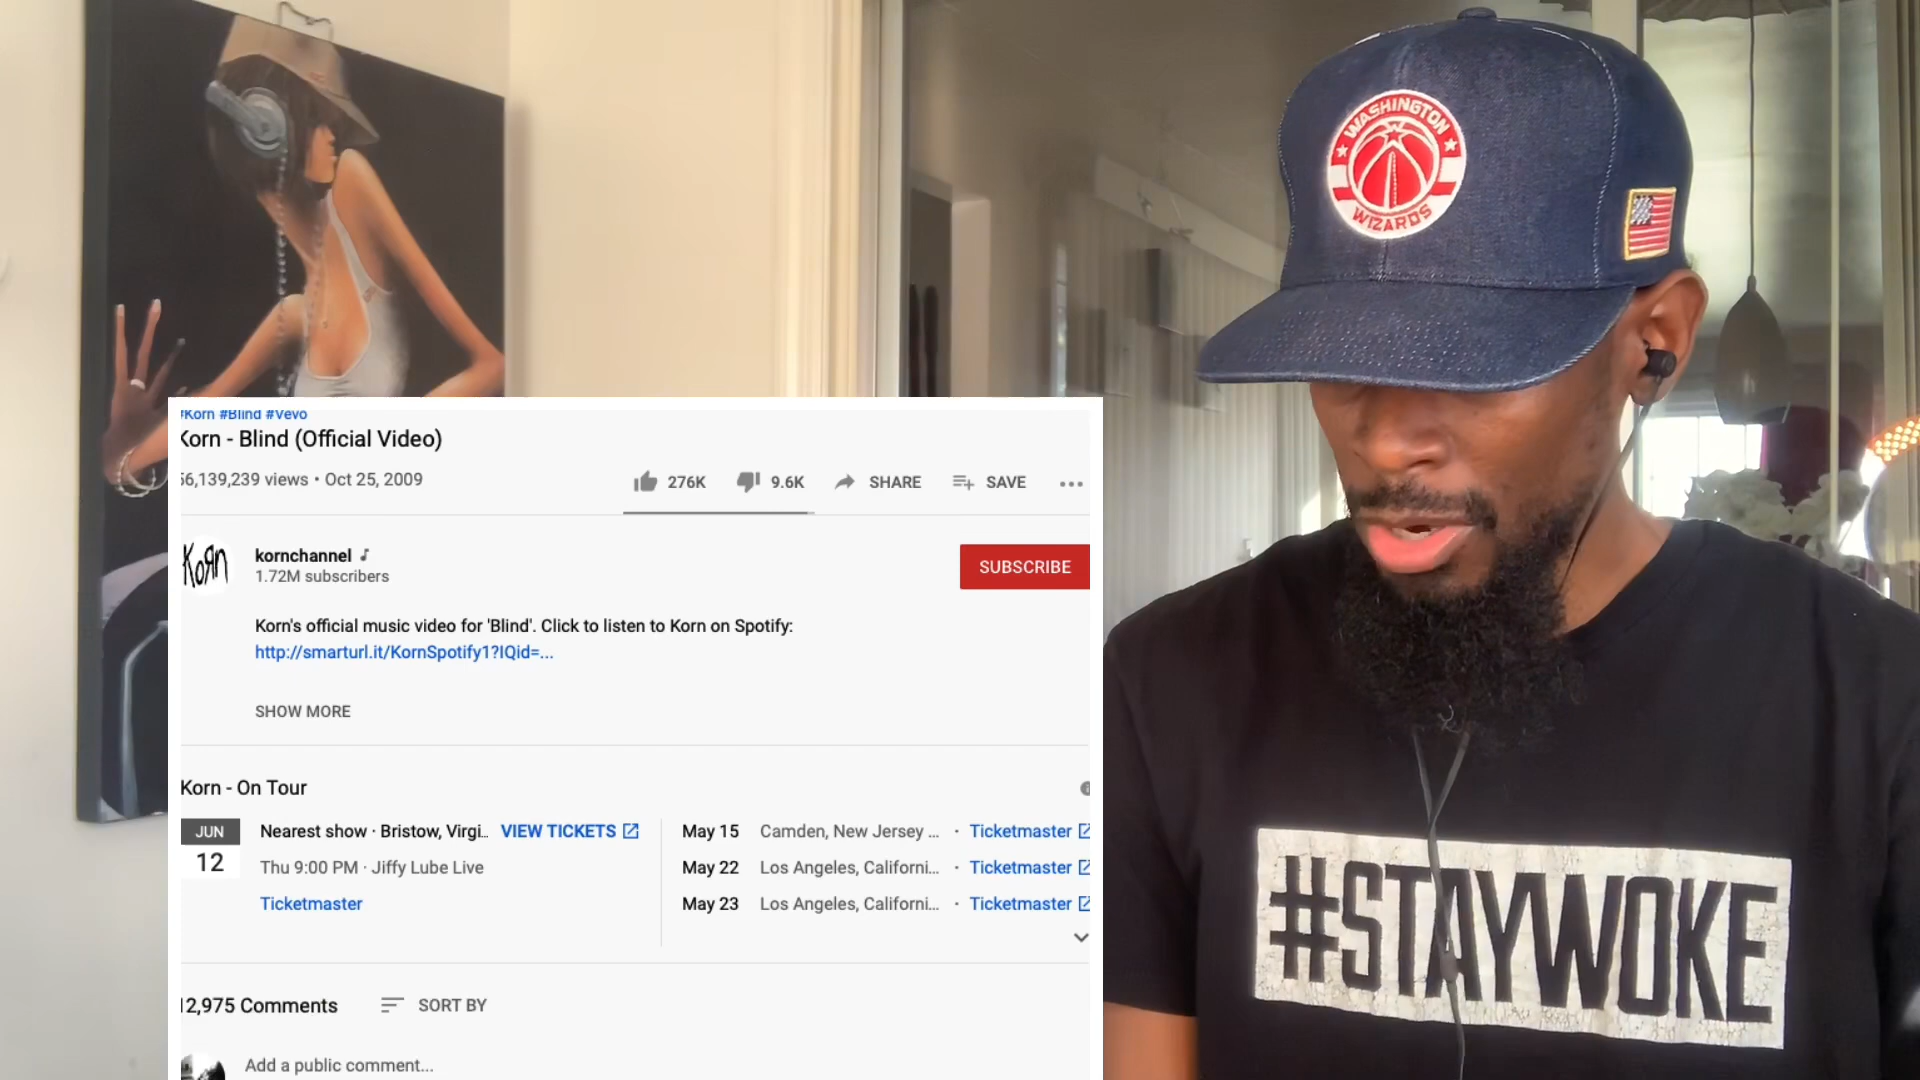 #Korn #Blind #Vevo
Korn - Blind (Official Video)
56,139,239 views • Oct 25, 2009
276K 9.6K SHARE SAVE
Korn
kornchannel
1.72M subscribers
SUBSCRIBE
Korn's official music video for 'Blind'. Click to listen to Korn on Spotify:
http://smarturl.it/KornSpotify1?IQid=...
SHOW MORE
Korn - On Tour
JUN
12
Nearest show · Bristow, Virgi... VIEW TICKETS
Thu 9:00 PM · Jiffy Lube Live
Ticketmaster
May 15 Camden, New Jersey ... · Ticketmaster
May 22 Los Angeles, Californi... · Ticketmaster
May 23 Los Angeles, Californi... · Ticketmaster
12,975 Comments SORT BY
Add a public comment...
WASHINGTON
WIZARDS
#STAYWOKE